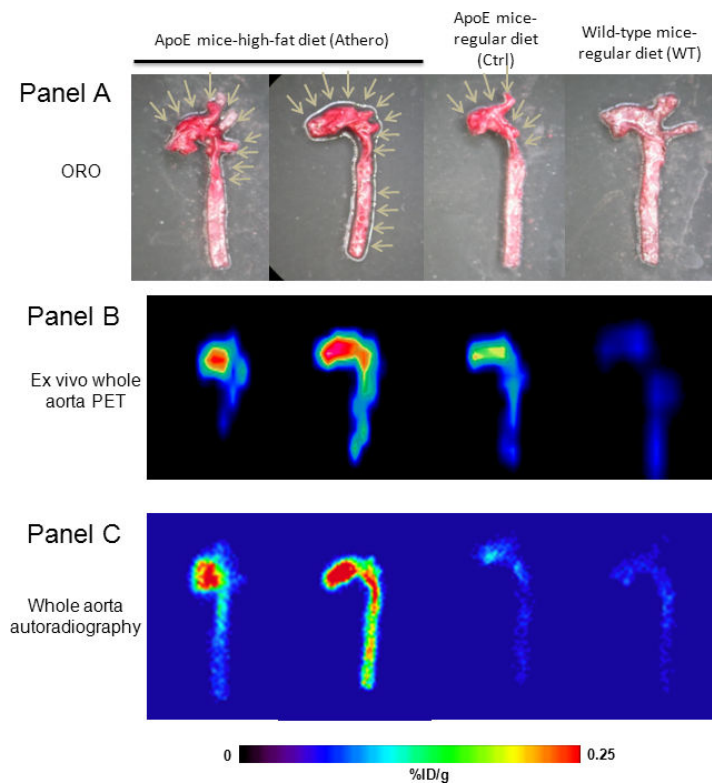 ApoE mice-high-fat diet (Athero)
ApoE mice-
regular diet
(Ctrl)
Wild-type mice-
regular diet (WT)
Panel A
ORO
Panel B
Ex vivo whole
aorta PET
Panel C
Whole aorta
autoradiography
0
0.25
%ID/g